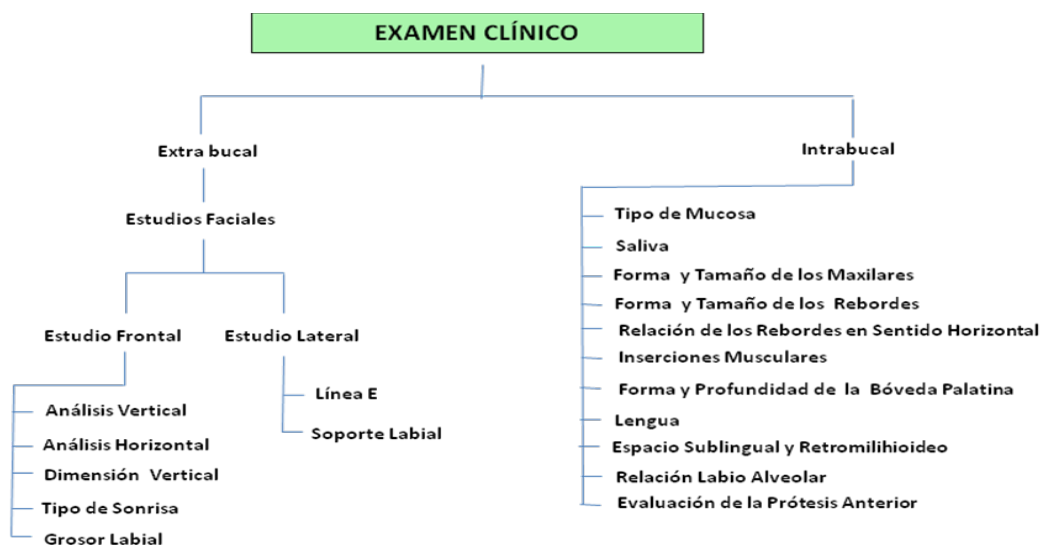 EXAMEN CLÍNICO
Extra bucal
Estudios Faciales
Estudio Frontal
Análisis Vertical
Análisis Horizontal
Dimensión Vertical
Tipo de Sonrisa
Grosor Labial
Estudio Lateral
Línea E
Soporte Labial
Intrabucal
Tipo de Mucosa
Saliva
Forma y Tamaño de los Maxilares
Forma y Tamaño de los Rebordes
Relación de los Rebordes en Sentido Horizontal
Inserciones Musculares
Forma y Profundidad de la Bóveda Palatina
Lengua
Espacio Sublingual y Retromilihioideo
Relación Labio Alveolar
Evaluación de la Prótesis Anterior